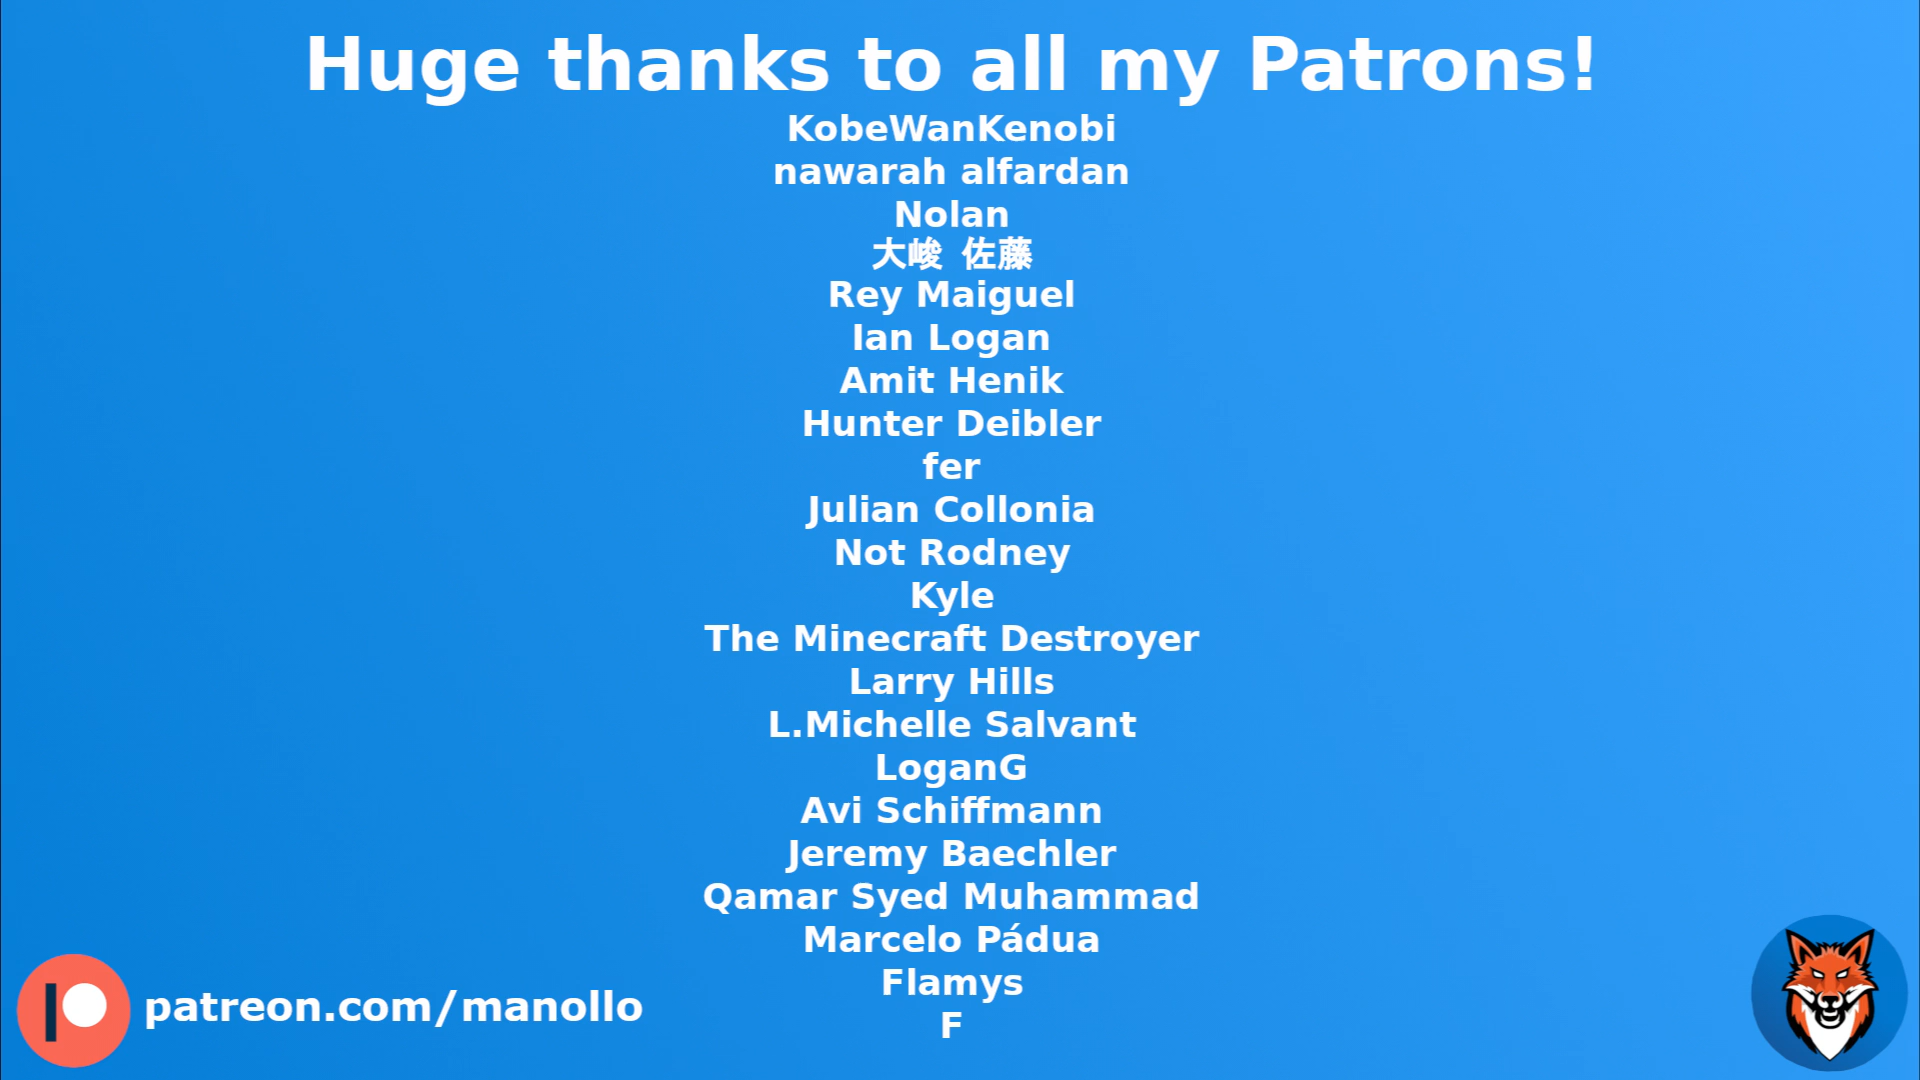 Huge thanks to all my Patrons!
KobeWanKenobi
nawarah alfardan
Nolan
大峻 佐藤
Rey Maiguel
Ian Logan
Amit Henik
Hunter Deibler
fer
Julian Collonia
Not Rodney
Kyle
The Minecraft Destroyer
Larry Hills
L.Michelle Salvant
LoganG
Avi Schiffmann
Jeremy Baechler
Qamar Syed Muhammad
Marcelo Pádua
Flamys
F
patreon.com/manollo